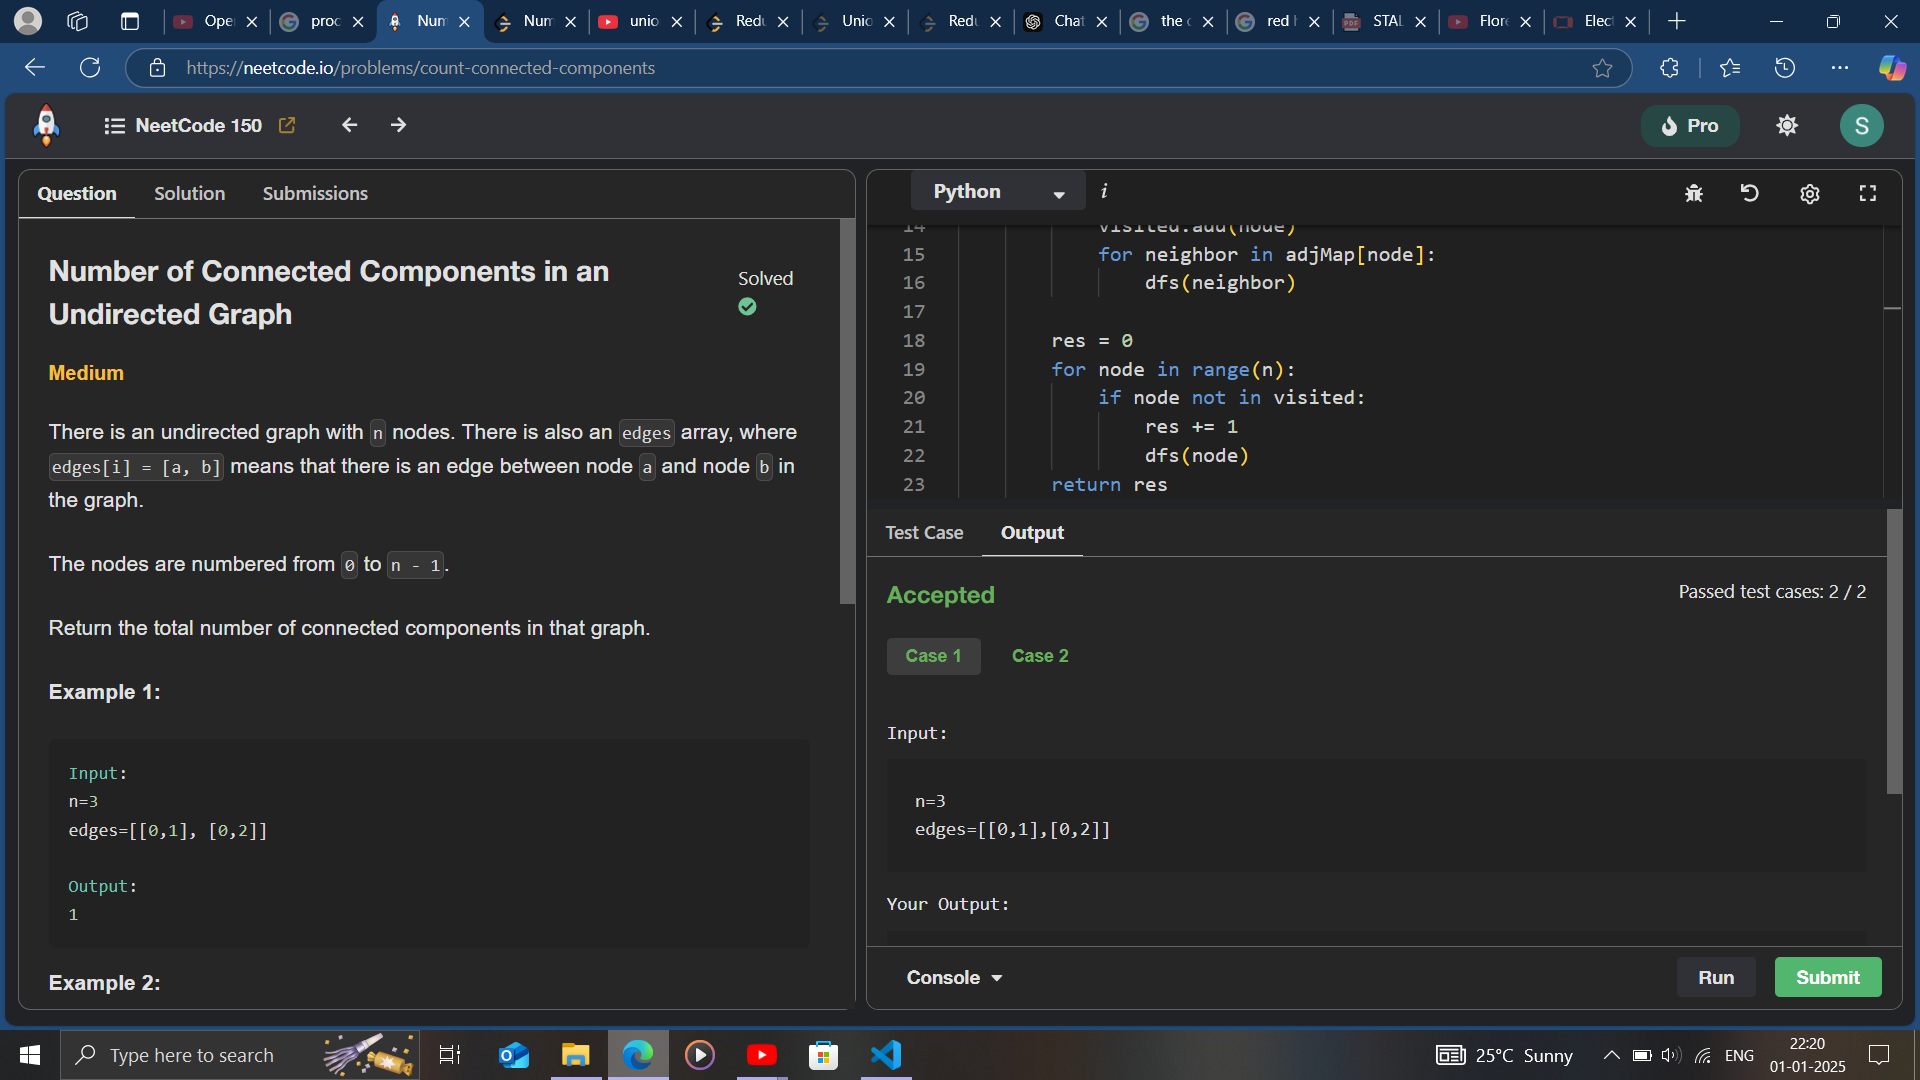 Oper
proc
Num
Num
unio
Redu
Unio
Redu
Chat
the c
red h
PDF
STAL
Flore
Elect
https://neetcode.io/problems/count-connected-components
NeetCode 150
Pro
S
Question Solution Submissions
Python
i
Number of Connected Components in an
Undirected Graph
Solved
Medium
There is an undirected graph with n nodes. There is also an edges array, where
edges[i] = [a, b] means that there is an edge between node a and node b in
the graph.
The nodes are numbered from 0 to n - 1.
Return the total number of connected components in that graph.
Example 1:
Input:
n=3
edges=[[0,1], [0,2]]
Output:
1
Example 2:
14 visited.add(node)
15 for neighbor in adjMap[node]:
16 dfs(neighbor)
17
18 res = 0
19 for node in range(n):
20 if node not in visited:
21 res += 1
22 dfs(node)
23 return res
Test Case Output
Accepted
Passed test cases: 2 / 2
Case 1 Case 2
Input:
n=3
edges=[[0,1],[0,2]]
Your Output:
Console
Run
Submit
Type here to search
25°C Sunny
ENG
22:20
01-01-2025